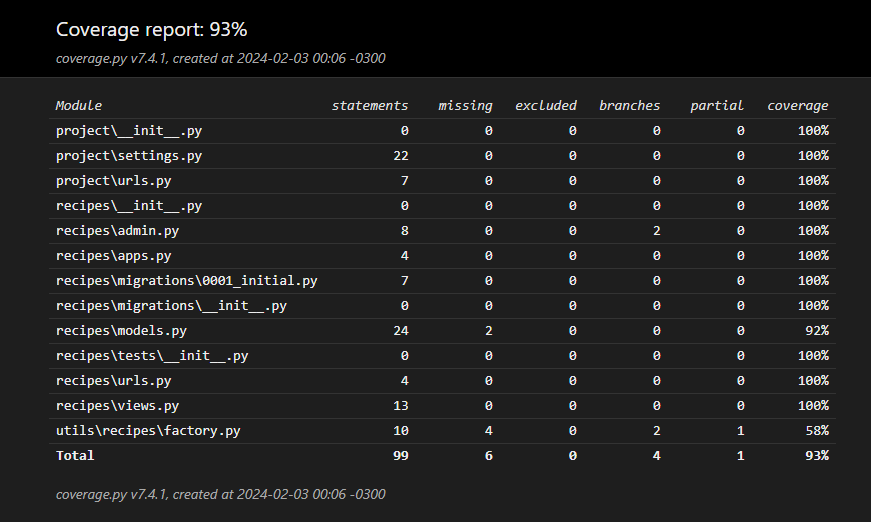 Coverage report: 93%
coverage.py v7.4.1, created at 2024-02-03 00:06 -0300
Module statements missing excluded branches partial coverage
project\__init__.py 0 0 0 0 0 100%
project\settings.py 22 0 0 0 0 100%
project\urls.py 7 0 0 0 0 100%
recipes\__init__.py 0 0 0 0 0 100%
recipes\admin.py 8 0 0 2 0 100%
recipes\apps.py 4 0 0 0 0 100%
recipes\migrations\0001_initial.py 7 0 0 0 0 100%
recipes\migrations\__init__.py 0 0 0 0 0 100%
recipes\models.py 24 2 0 0 0 92%
recipes\tests\__init__.py 0 0 0 0 0 100%
recipes\urls.py 4 0 0 0 0 100%
recipes\views.py 13 0 0 0 0 100%
utils\recipes\factory.py 10 4 0 2 1 58%
Total 99 6 0 4 1 93%
coverage.py v7.4.1, created at 2024-02-03 00:06 -0300